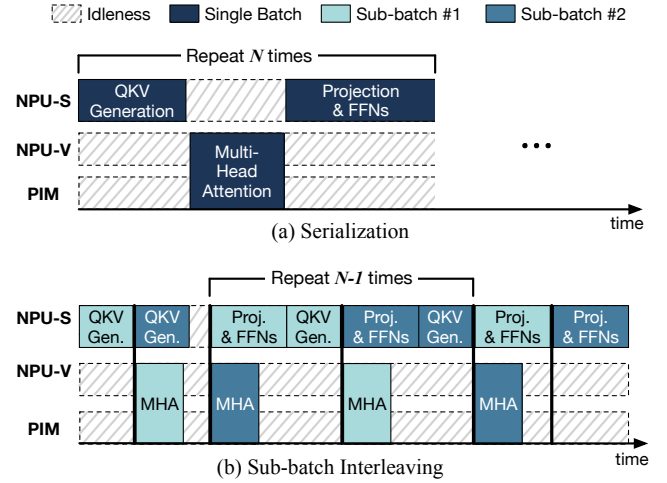 Idleness Single Batch Sub-batch #1 Sub-batch #2
Repeat N times
NPU-S
QKV
Generation
Projection
& FFNs
NPU-V
Multi-
Head
Attention
PIM
...
time
(a) Serialization
Repeat N-1 times
NPU-S
QKV
Gen.
QKV
Gen.
Proj.
& FFNs
QKV
Gen.
Proj.
& FFNs
QKV
Gen.
Proj.
& FFNs
Proj.
& FFNs
NPU-V
MHA
MHA
MHA
MHA
PIM
time
(b) Sub-batch Interleaving